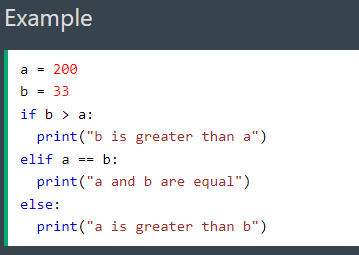 Example
a = 200
b = 33
if b > a:
  print("b is greater than a")
elif a == b:
  print("a and b are equal")
else:
  print("a is greater than b")